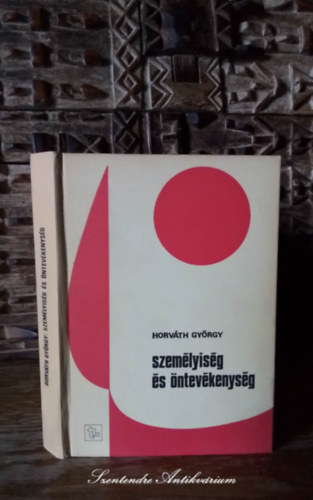 HORVÁTH GYÖRGY: SZEMÉLYISÉG ÉS ÖNTEVÉKENYSÉG
HORVÁTH GYÖRGY
személyiség
és öntevékenység
Szentendre Antikvárium